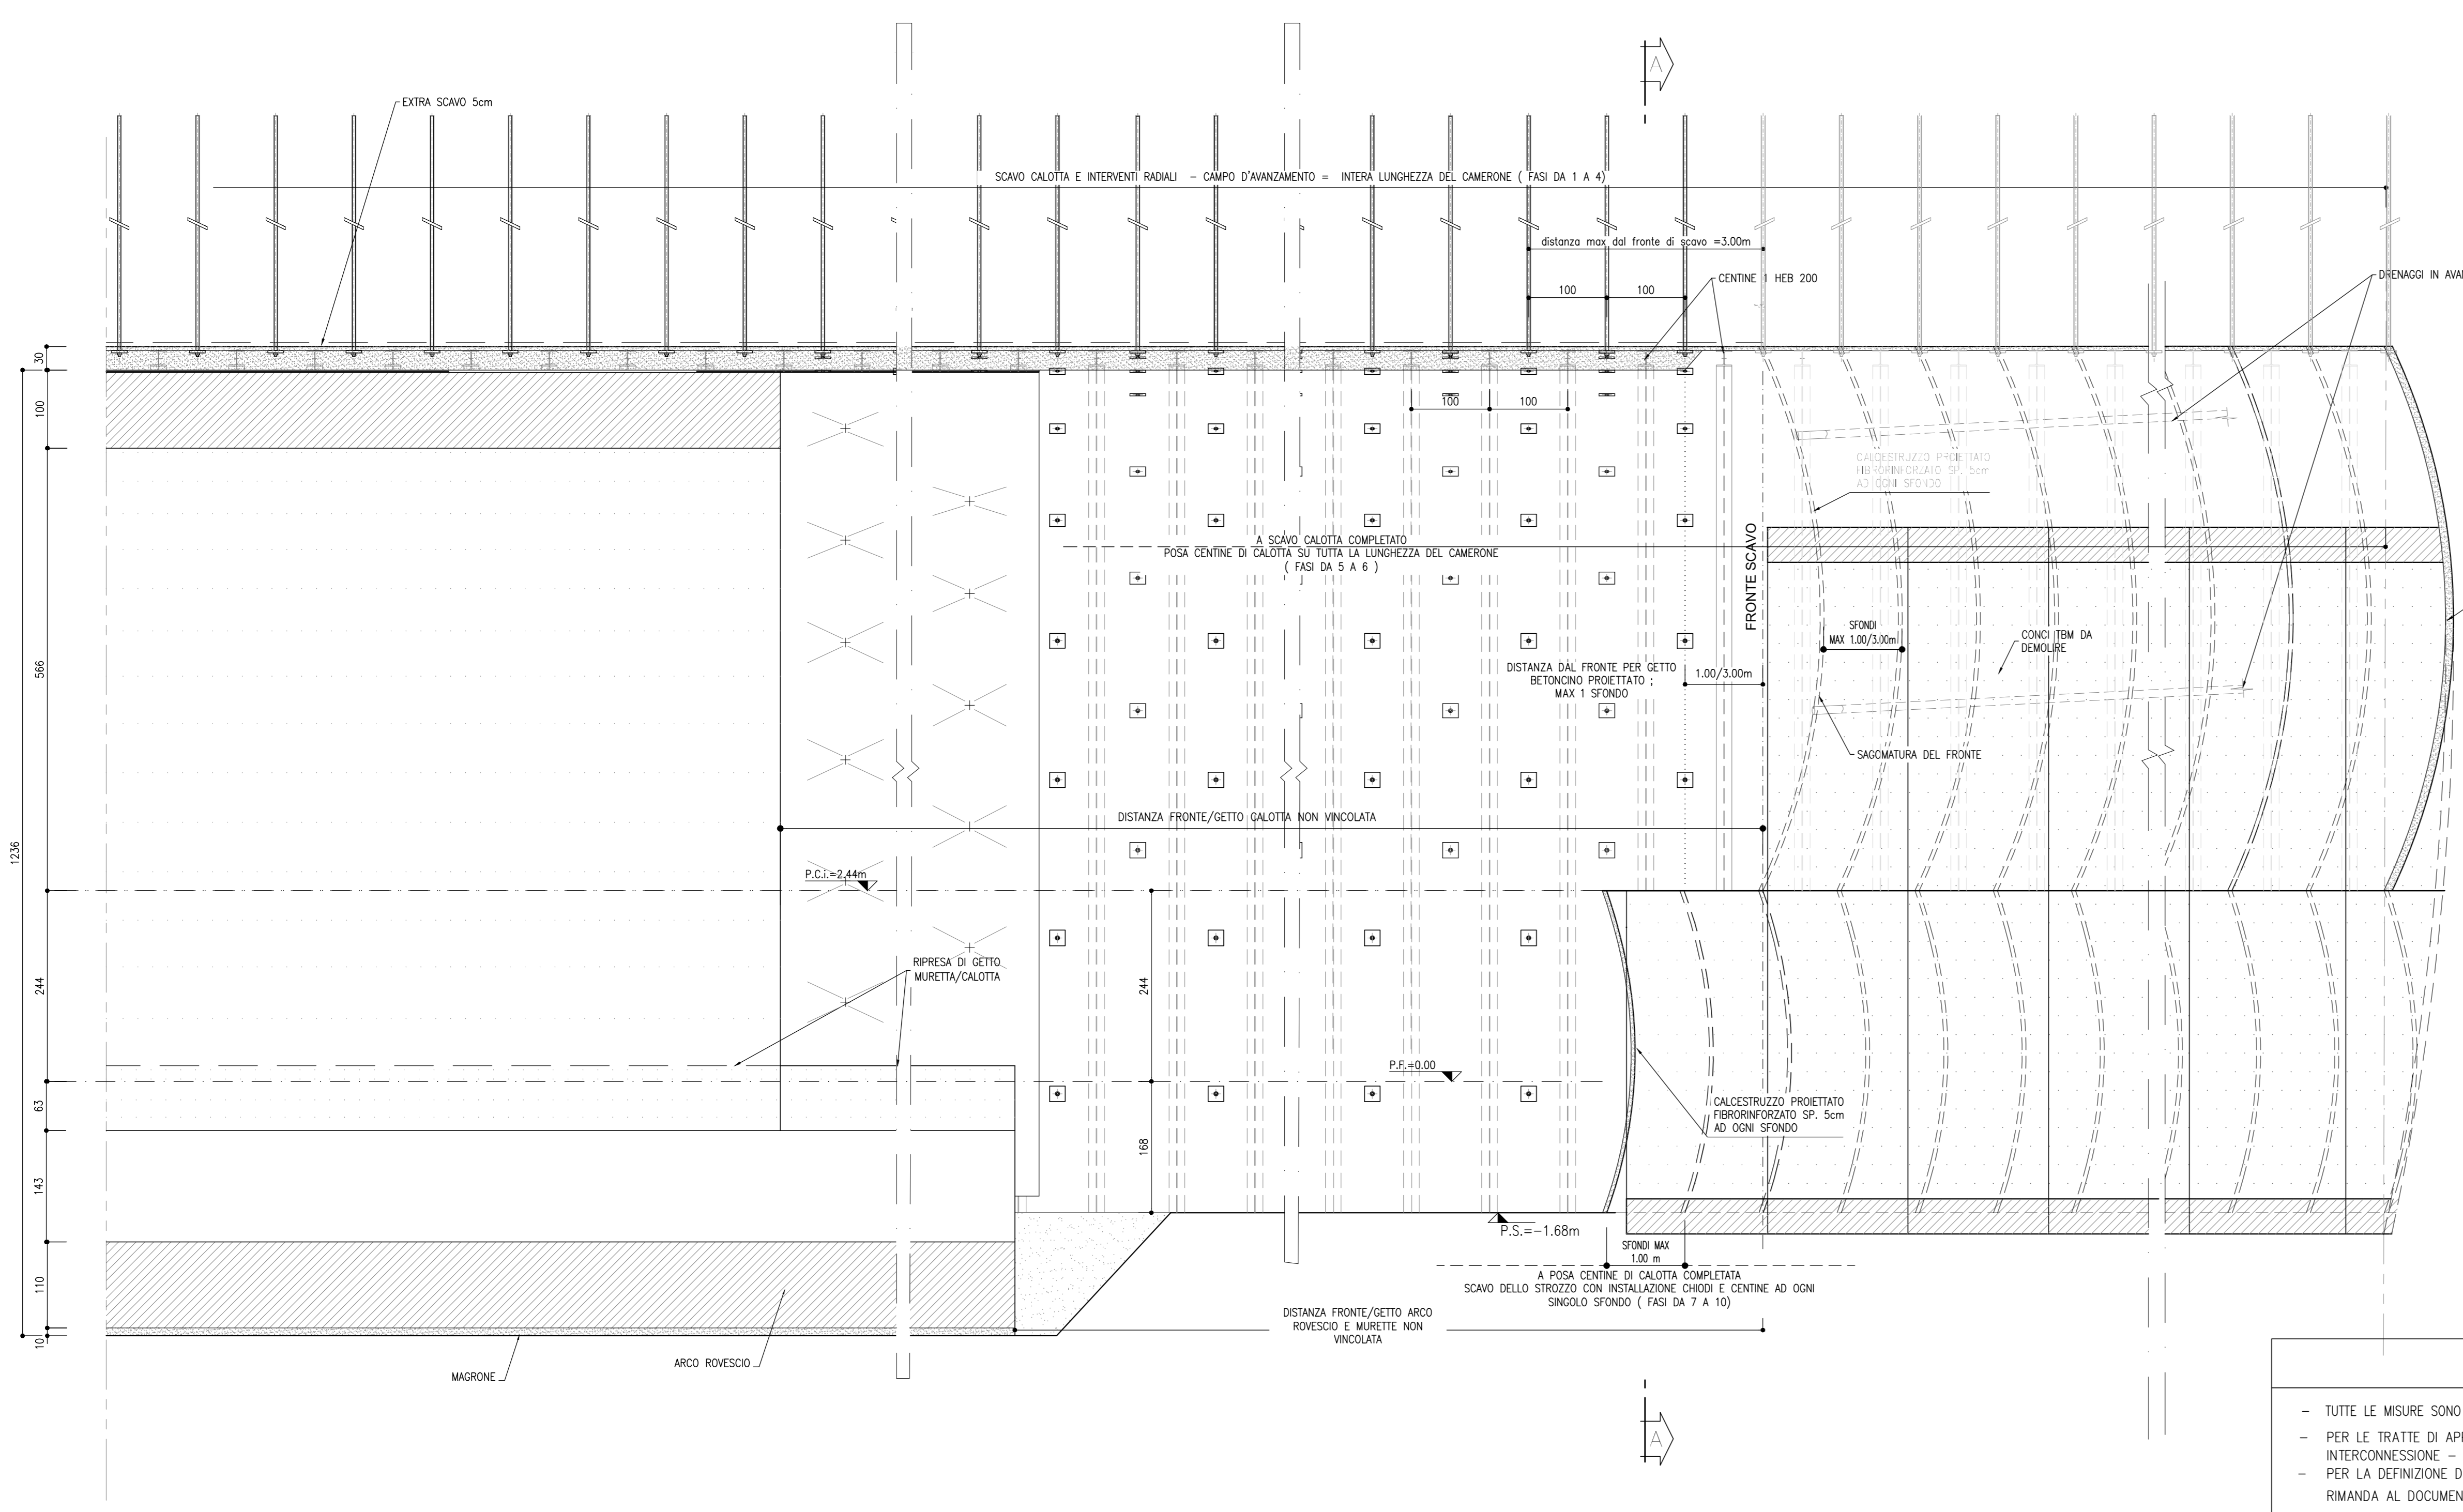 A
EXTRA SCAVO 5cm
SCAVO CALOTTA E INTERVENTI RADIALI – CAMPO D'AVANZAMENTO = INTERA LUNGHEZZA DEL CAMERONE ( FASI DA 1 A 4)
distanza max dal fronte di scavo =3.00m
CENTINE 1 HEB 200
DRENAGGI IN AVA
100
100
30
100
100
100
CALCESTRUZZO PROIETTATO
FIBRORINFORZATO SP. 5cm
AD OGNI SFONDO
A SCAVO CALOTTA COMPLETATO
POSA CENTINE DI CALOTTA SU TUTTA LA LUNGHEZZA DEL CAMERONE
( FASI DA 5 A 6 )
FRONTE SCAVO
SFONDI
MAX 1.00/3.00m
CONCI TBM DA
DEMOLIRE
566
DISTANZA DAL FRONTE PER GETTO
BETONCINO PROIETTATO ;
MAX 1 SFONDO
1.00/3.00m
SAGOMATURA DEL FRONTE
DISTANZA FRONTE/GETTO CALOTTA NON VINCOLATA
1236
P.C.i.=2.44m
RIPRESA DI GETTO
MURETTA/CALOTTA
244
244
P.F.=0.00
63
CALCESTRUZZO PROIETTATO
FIBRORINFORZATO SP. 5cm
AD OGNI SFONDO
168
143
P.S.=–1.68m
SFONDI MAX
1.00 m
110
A POSA CENTINE DI CALOTTA COMPLETATA
SCAVO DELLO STROZZO CON INSTALLAZIONE CHIODI E CENTINE AD OGNI
SINGOLO SFONDO ( FASI DA 7 A 10)
DISTANZA FRONTE/GETTO ARCO
ROVESCIO E MURETTE NON
VINCOLATA
10
ARCO ROVESCIO
MAGRONE
A
– TUTTE LE MISURE SONO
– PER LE TRATTE DI AP
INTERCONNESSIONE –
– PER LA DEFINIZIONE D
RIMANDA AL DOCUMEN